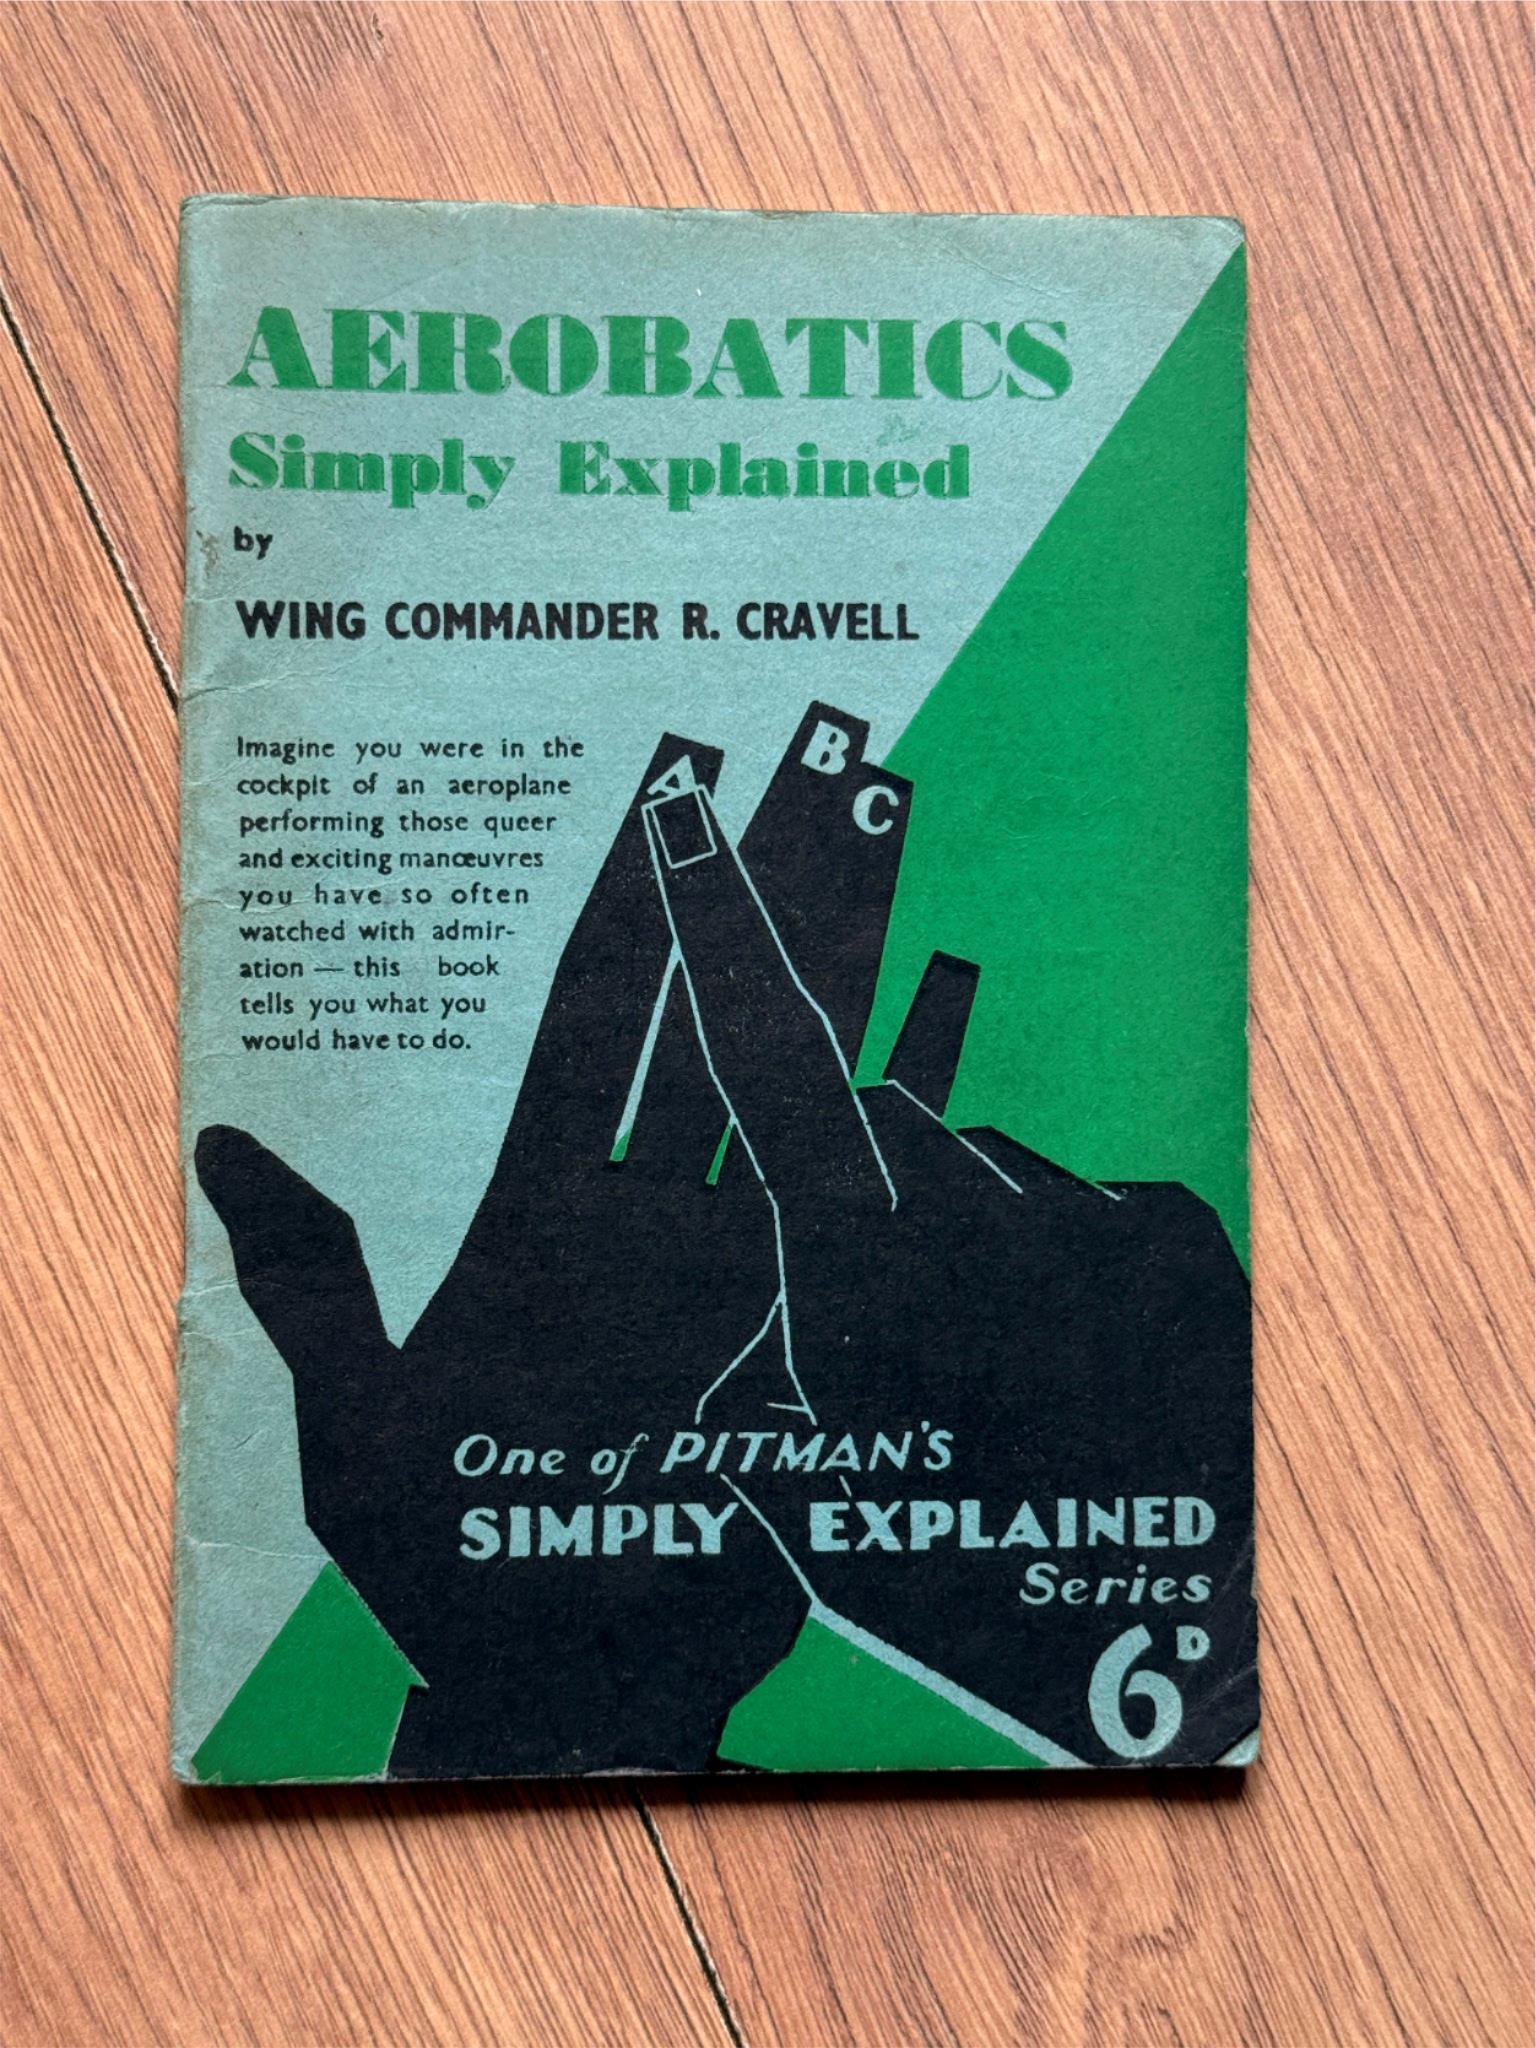 AEROBATICS
Simply Explained
by
WING COMMANDER R. CRAVELL
Imagine you were in the
cockpit of an aeroplane
performing those queer
and exciting manœuvres
you have so often
watched with admir-
ation — this book
tells you what you
would have to do.
A
B
C
One of PITMAN'S
SIMPLY EXPLAINED
Series
6D